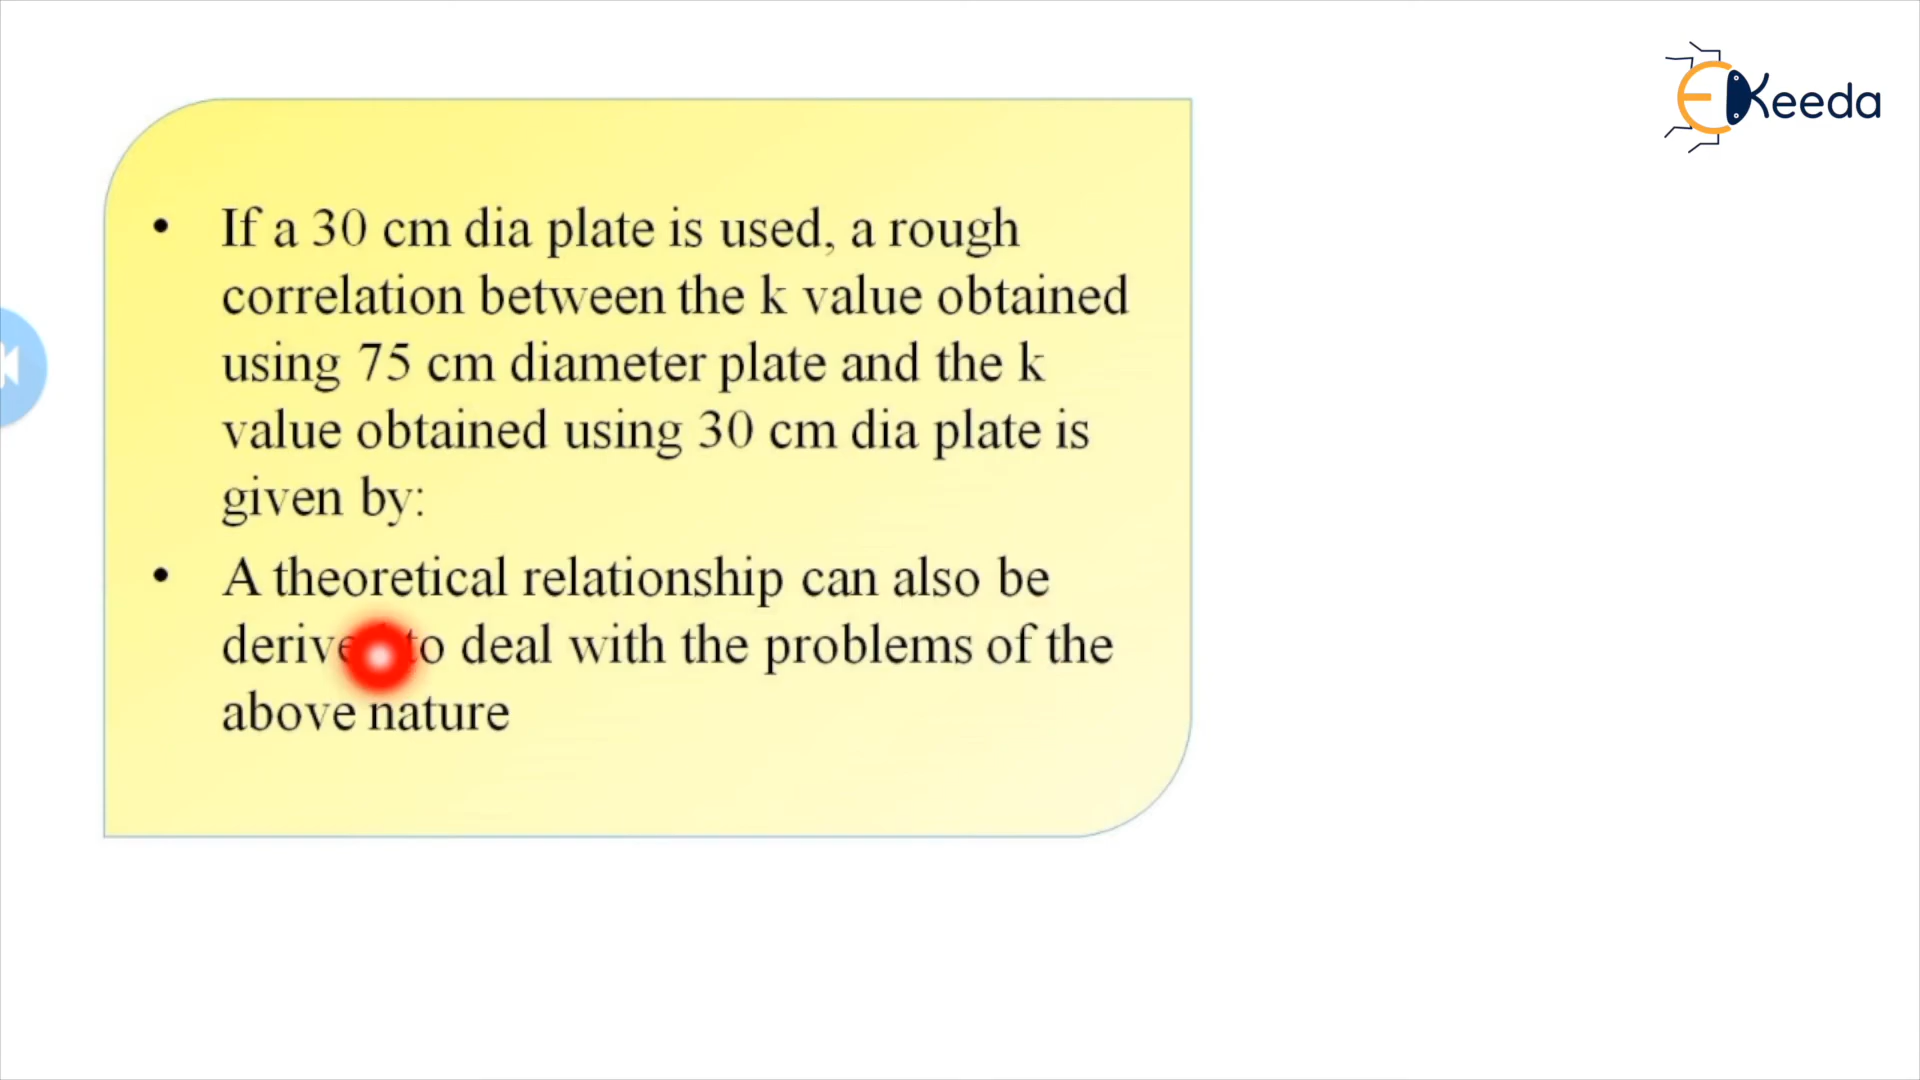 EKeeda
• If a 30 cm dia plate is used, a rough
correlation between the k value obtained
using 75 cm diameter plate and the k
value obtained using 30 cm dia plate is
given by:
• A theoretical relationship can also be
to deal with the problems of the
above nature